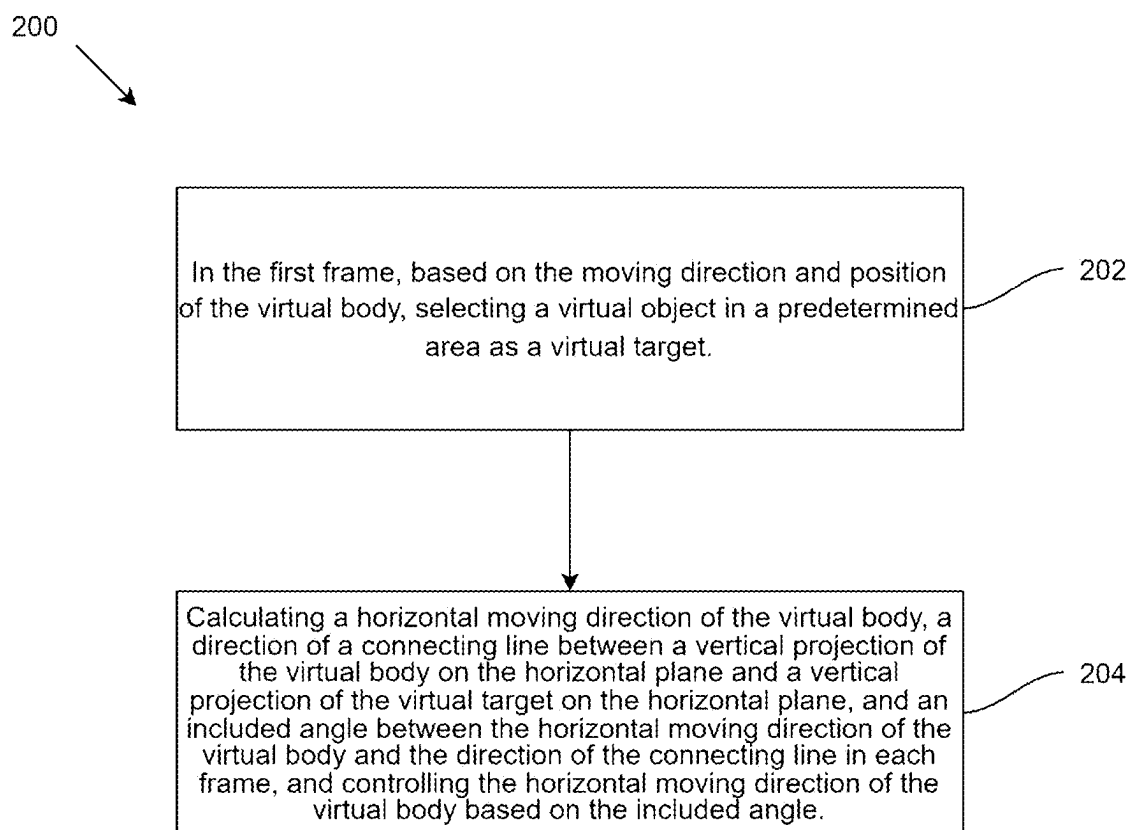 200
In the first frame, based on the moving direction and position
of the virtual body, selecting a virtual object in a predetermined
area as a virtual target.
202
Calculating a horizontal moving direction of the virtual body, a
direction of a connecting line between a vertical projection of
the virtual body on the horizontal plane and a vertical
projection of the virtual target on the horizontal plane, and an
included angle between the horizontal moving direction of the
virtual body and the direction of the connecting line in each
frame, and controlling the horizontal moving direction of the
virtual body based on the included angle.
204